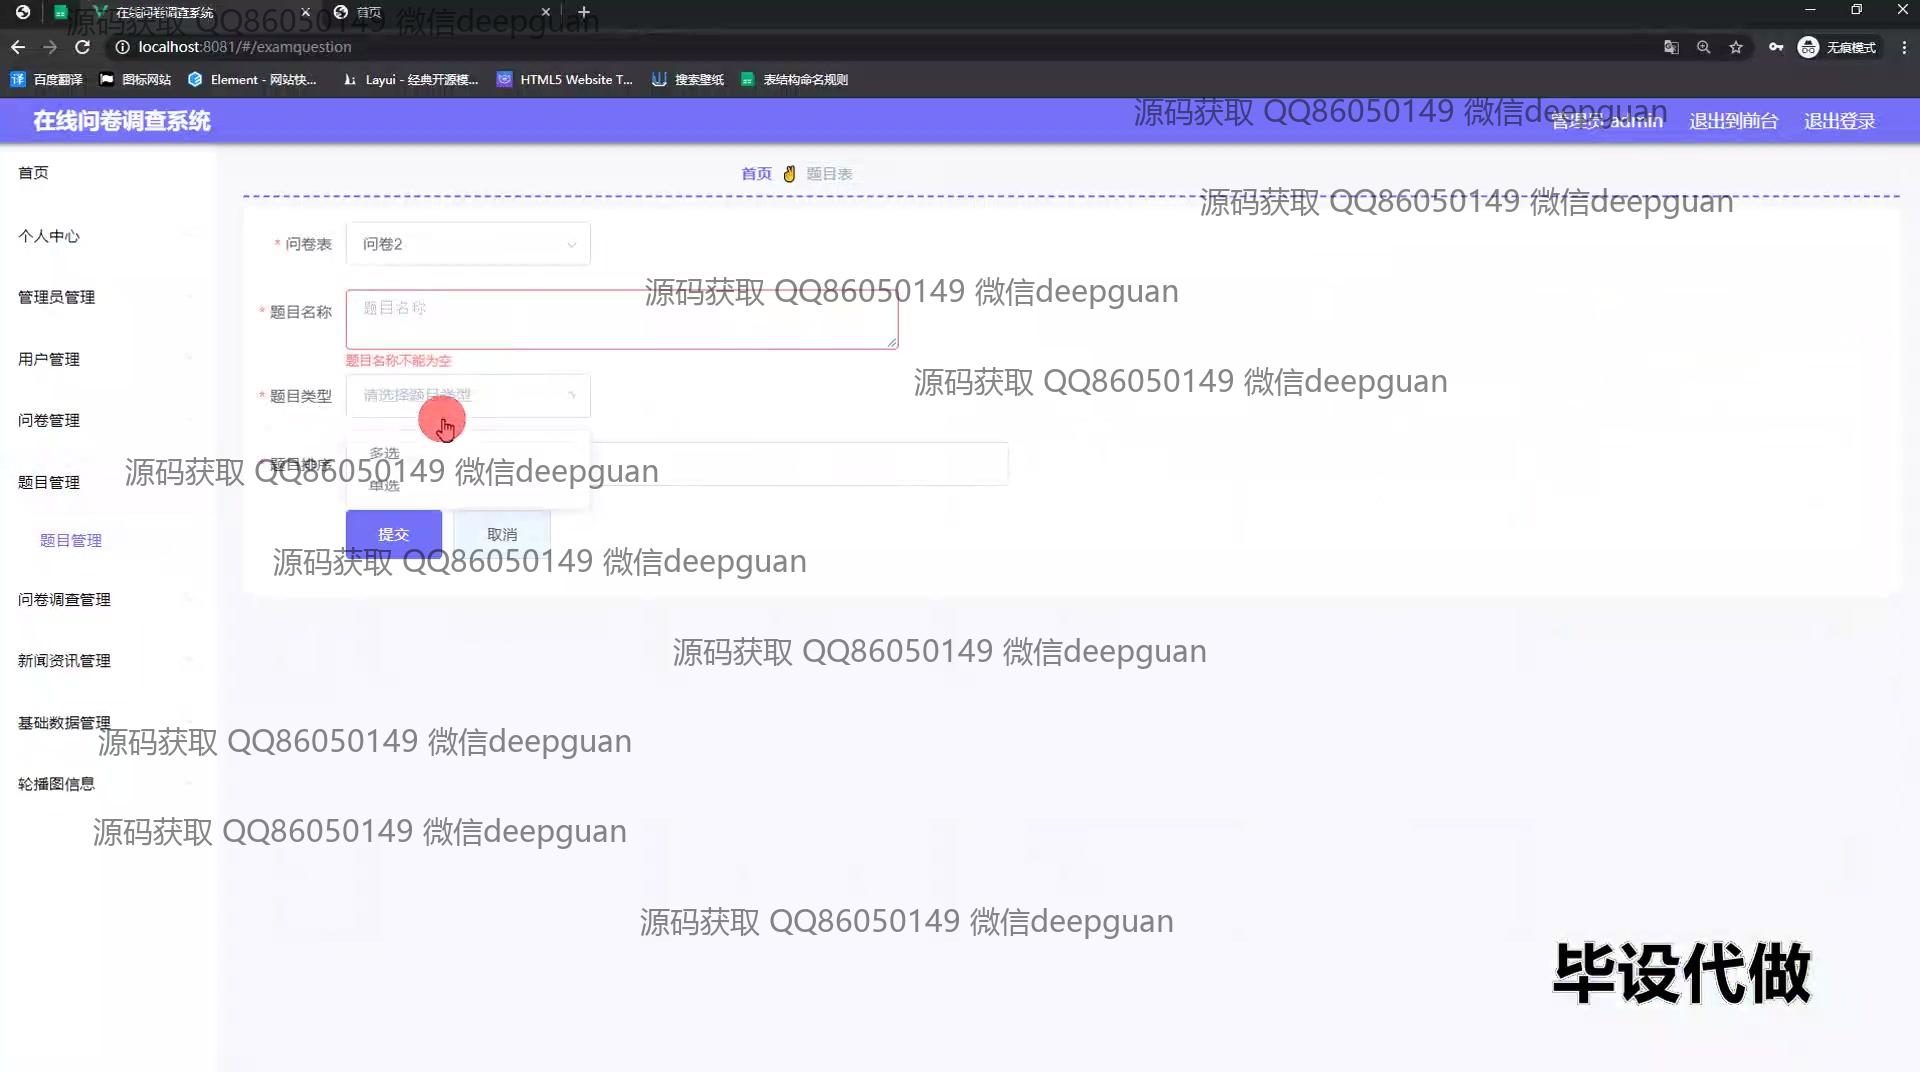 在线问卷调查系统
首页
源码获取 QQ86050149 微信deepguan
localhost:8081/#/examquestion
无痕模式
百度翻译
图标网站
Element - 网站快...
Layui - 经典开源模...
HTML5 Website T...
搜索壁纸
表结构命名规则
在线问卷调查系统
源码获取 QQ86050149 微信deepguan
管理员 admin
退出到前台
退出登录
首页
首页
题目表
源码获取 QQ86050149 微信deepguan
个人中心
* 问卷表
问卷2
管理员管理
源码获取 QQ86050149 微信deepguan
* 题目名称
题目名称
题目名称不能为空
用户管理
源码获取 QQ86050149 微信deepguan
* 题目类型
请选择题目类型
问卷管理
多选
* 题目排序
源码获取 QQ86050149 微信deepguan
单选
题目管理
提交
取消
题目管理
源码获取 QQ86050149 微信deepguan
问卷调查管理
源码获取 QQ86050149 微信deepguan
新闻资讯管理
基础数据管理
源码获取 QQ86050149 微信deepguan
轮播图信息
源码获取 QQ86050149 微信deepguan
源码获取 QQ86050149 微信deepguan
毕设代做